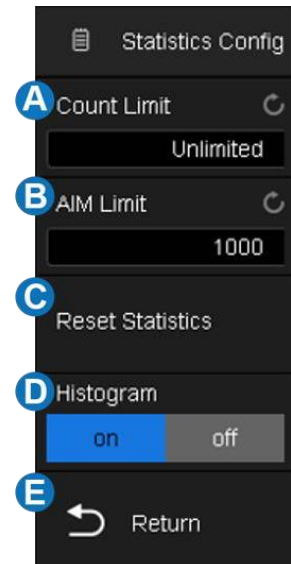 Statistics Config
A
Count Limit
Unlimited
B
AIM Limit
1000
C
Reset Statistics
D
Histogram
on off
E
Return